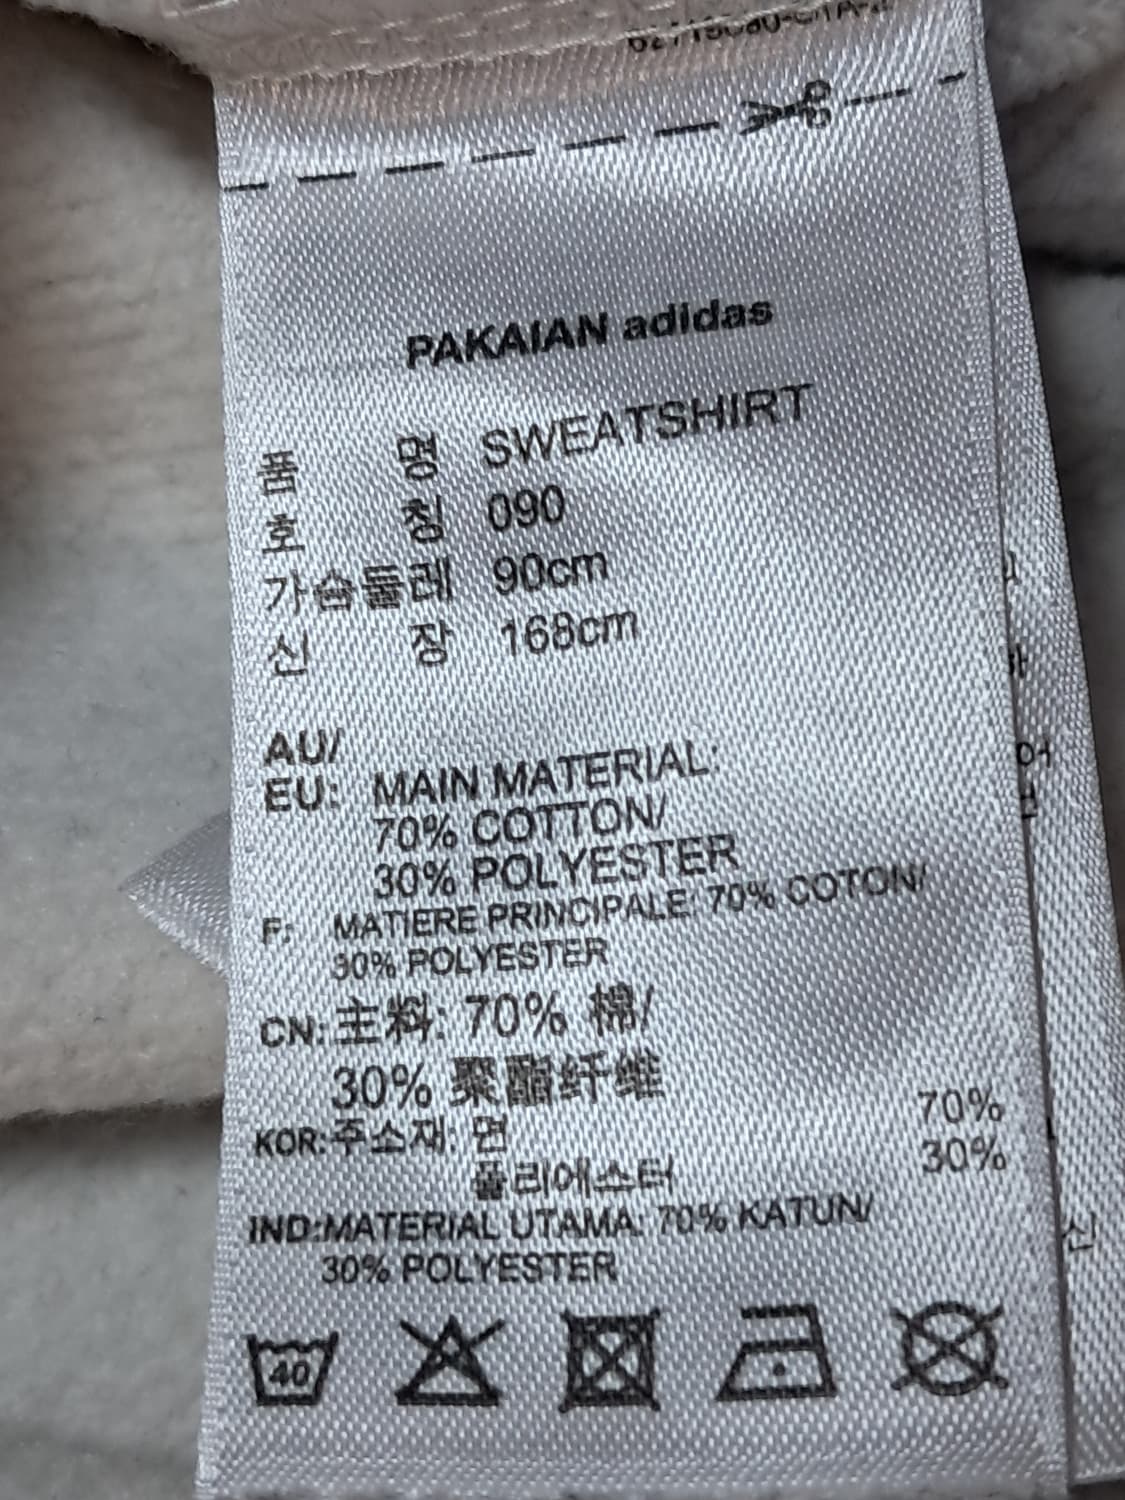 PAKAIAN adidas
품 명 SWEATSHIRT
호 칭 090
가슴둘레 90cm
신 장 168cm
AU/
EU: MAIN MATERIAL:
70% COTTON/
30% POLYESTER
F: MATIERE PRINCIPALE: 70% COTON/
30% POLYESTER
CN: 主料: 70% 棉/
30% 聚酯纤维
KOR: 주소재: 면 70%
폴리에스터 30%
IND: MATERIAL UTAMA: 70% KATUN/
30% POLYESTER
40